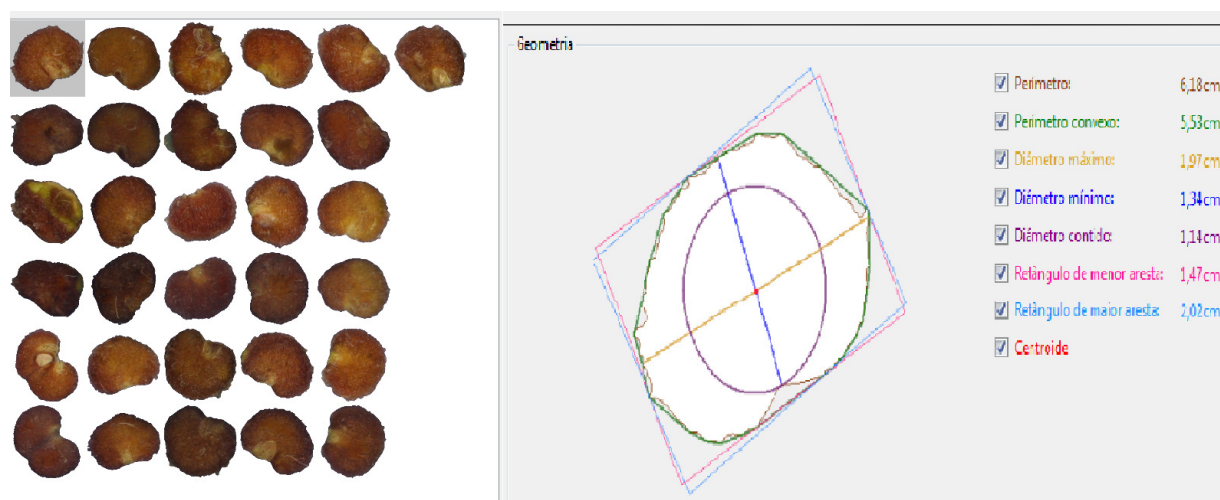 Geometria
Perímetro: 6,18cm
Perímetro convexo: 5,53cm
Diâmetro máximo: 1,97cm
Diâmetro mínimo: 1,34cm
Diâmetro contido: 1,14cm
Retângulo de menor aresta: 1,47cm
Retângulo de maior aresta: 2,02cm
Centroide